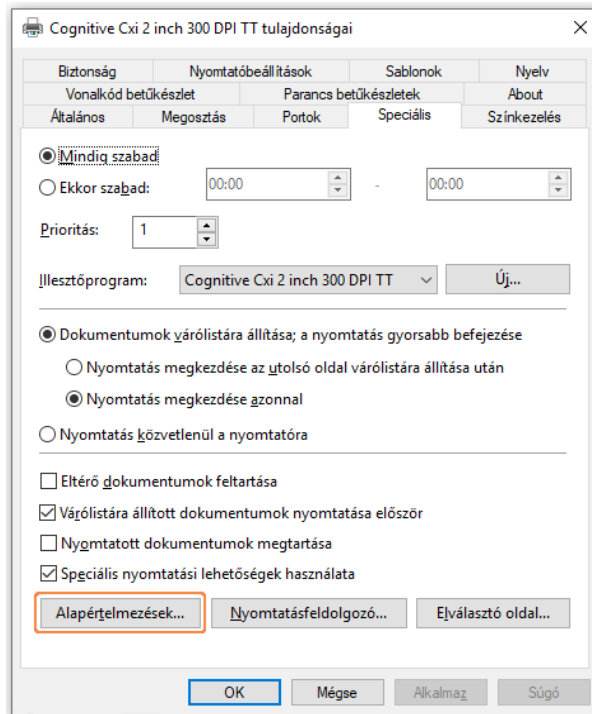 Cognitive Cxi 2 inch 300 DPI TT tulajdonságai
Biztonság Nyomtatóbeállítások Sablonok Nyelv
Vonalkód betűkészlet Parancs betűkészletek About
Általános Megosztás Portok Speciális Színkezelés
Mindig szabad
Ekkor szabad: 00:00 - 00:00
Prioritás: 1
Illesztőprogram: Cognitive Cxi 2 inch 300 DPI TT Új...
Dokumentumok várólistára állítása; a nyomtatás gyorsabb befejezése
Nyomtatás megkezdése az utolsó oldal várólistára állítása után
Nyomtatás megkezdése azonnal
Nyomtatás közvetlenül a nyomtatóra
Eltérő dokumentumok feltartása
Várólistára állított dokumentumok nyomtatása először
Nyomtatott dokumentumok megtartása
Speciális nyomtatási lehetőségek használata
Alapértelmezések... Nyomtatásfeldolgozó... Elválasztó oldal...
OK Mégse Alkalmaz Súgó